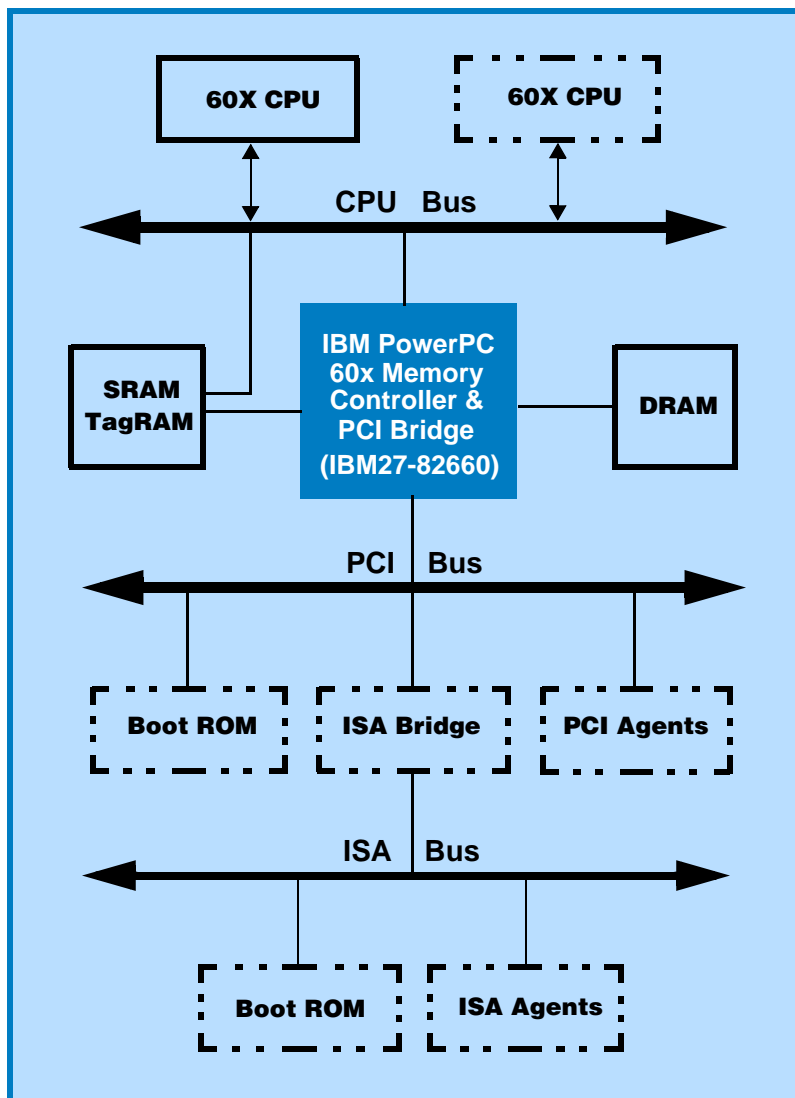 60X CPU
60X CPU
CPU Bus
IBM PowerPC
60x Memory
Controller &
PCI Bridge
(IBM27-82660)
SRAM
TagRAM
DRAM
PCI Bus
Boot ROM
ISA Bridge
PCI Agents
ISA Bus
Boot ROM
ISA Agents